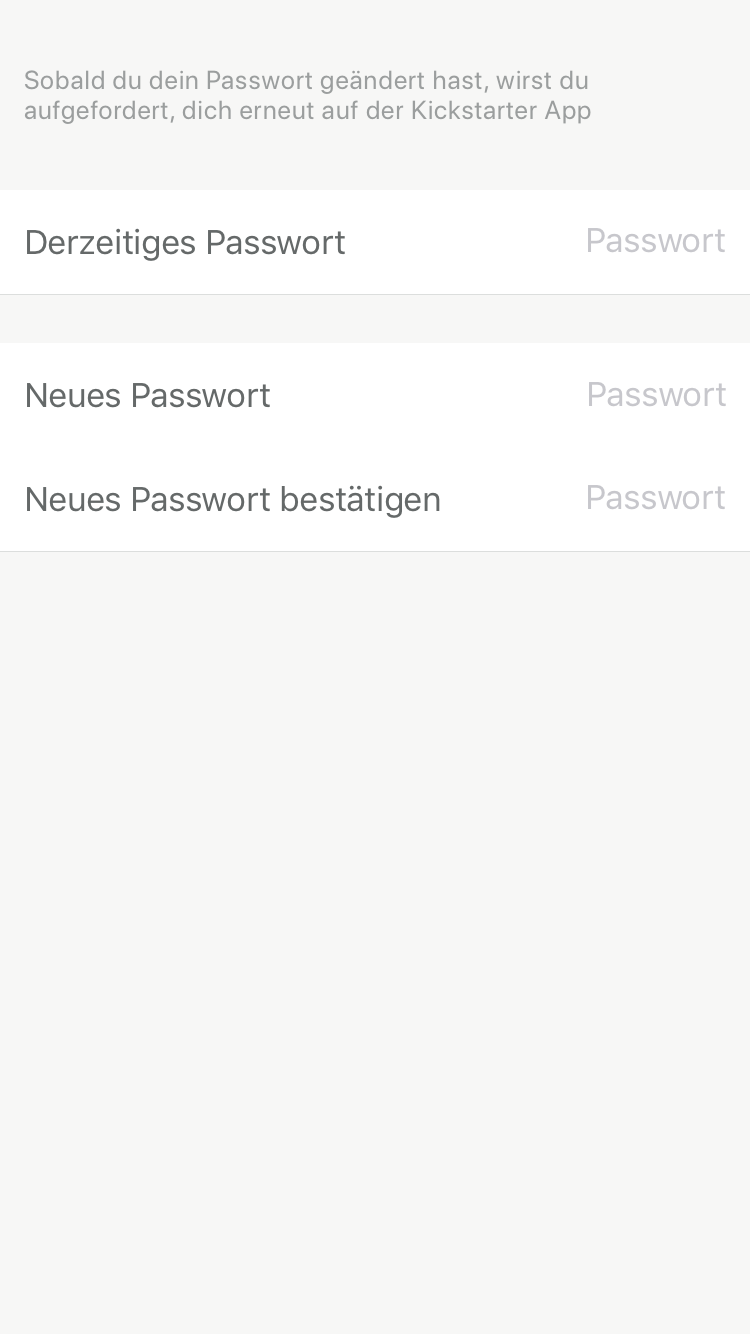 Sobald du dein Passwort geändert hast, wirst du
aufgefordert, dich erneut auf der Kickstarter App
Derzeitiges Passwort Passwort
Neues Passwort Passwort
Neues Passwort bestätigen Passwort